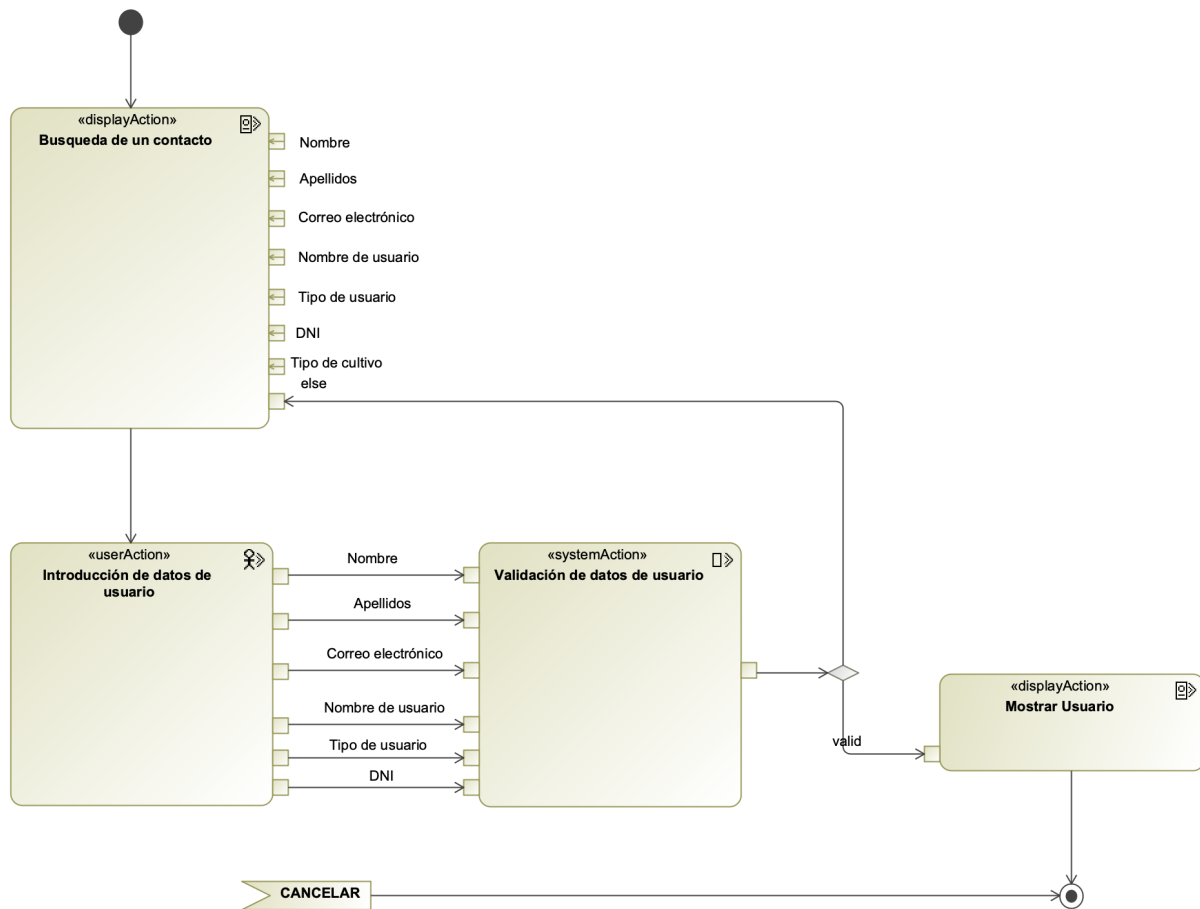 «displayAction»
Busqueda de un contacto
Nombre
Apellidos
Correo electrónico
Nombre de usuario
Tipo de usuario
DNI
Tipo de cultivo
else
«userAction»
Introducción de datos de
usuario
Nombre
Apellidos
Correo electrónico
Nombre de usuario
Tipo de usuario
DNI
«systemAction»
Validación de datos de usuario
valid
«displayAction»
Mostrar Usuario
CANCELAR